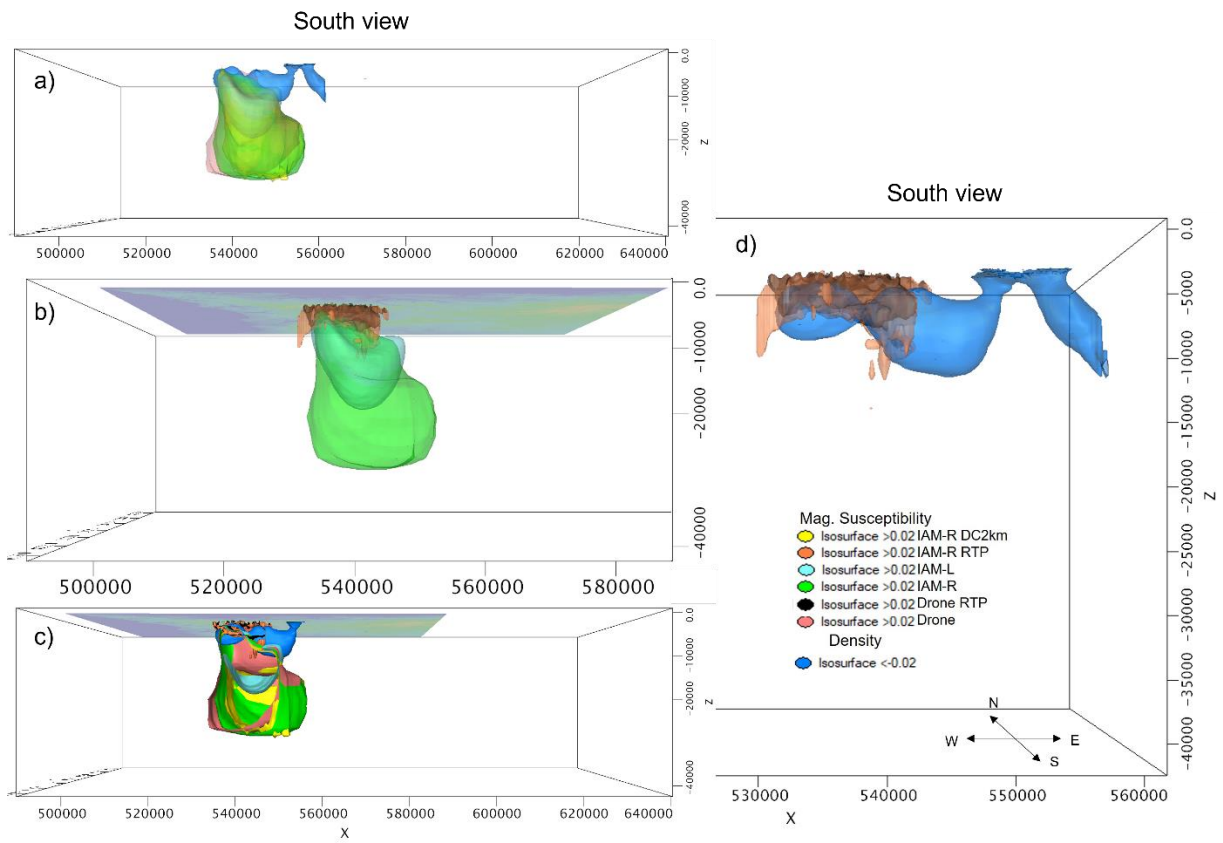 South view
a)
0.0
-10000
-20000
-40000
Z
500000 520000 540000 560000 580000 600000 620000 640000
b)
0.0
-10000
-20000
-40000
500000 520000 540000 560000 580000
c)
0.0
-10000
-20000
-40000
Z
500000 520000 540000 560000 580000 600000 620000 640000
X
South view
d)
0.0
-5000
-10000
-15000
-20000
-25000
-30000
-35000
-40000
Z
Mag. Susceptibility
Isosurface >0.02 IAM-R DC2km
Isosurface >0.02 IAM-R RTP
Isosurface >0.02 IAM-L
Isosurface >0.02 IAM-R
Isosurface >0.02 Drone RTP
Isosurface >0.02 Drone
Density
Isosurface <-0.02
N
W E
S
530000 540000 550000 560000
X